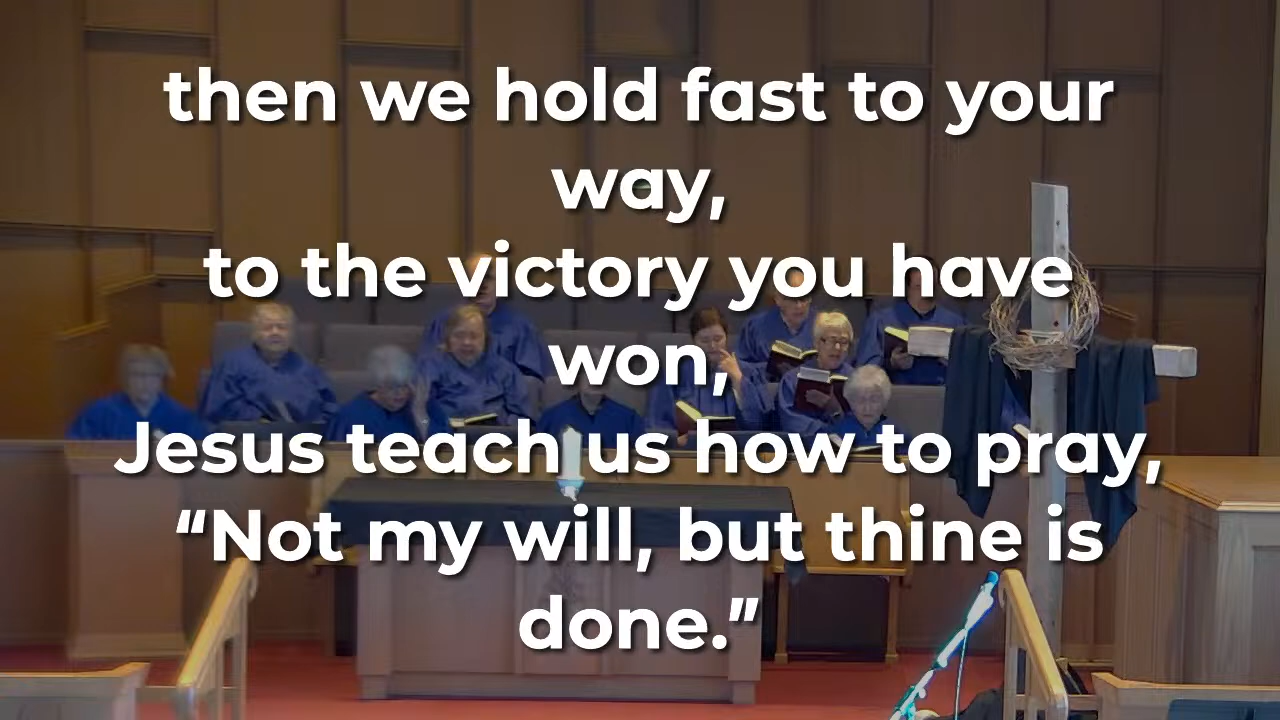 then we hold fast to your
way,
to the victory you have
won,
Jesus teach us how to pray,
“Not my will, but thine is
done.”